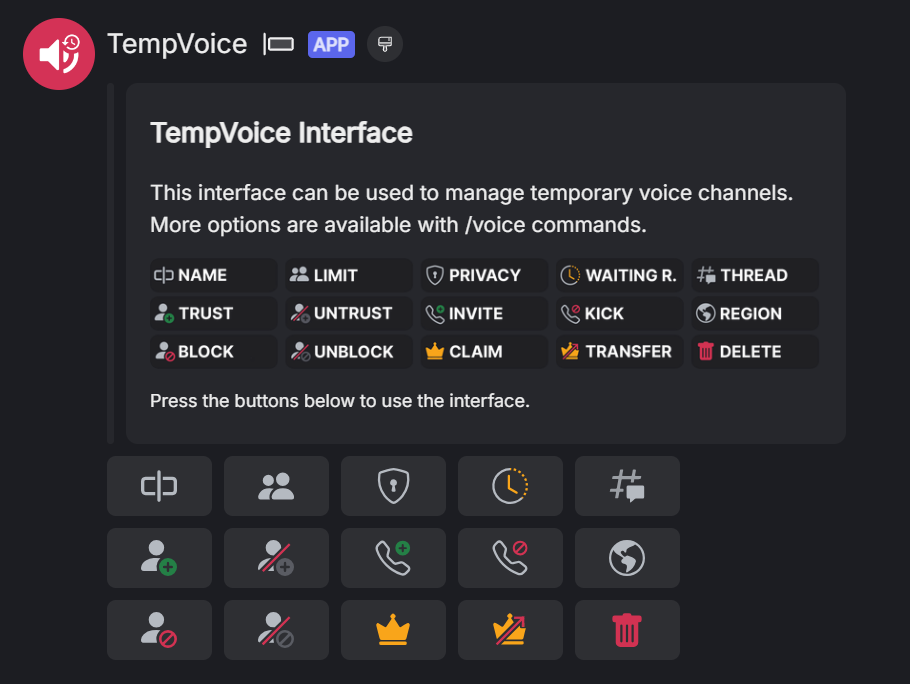 TempVoice APP
TempVoice Interface
This interface can be used to manage temporary voice channels.
More options are available with /voice commands.
NAME LIMIT PRIVACY WAITING R. THREAD
TRUST UNTRUST INVITE KICK REGION
BLOCK UNBLOCK CLAIM TRANSFER DELETE
Press the buttons below to use the interface.